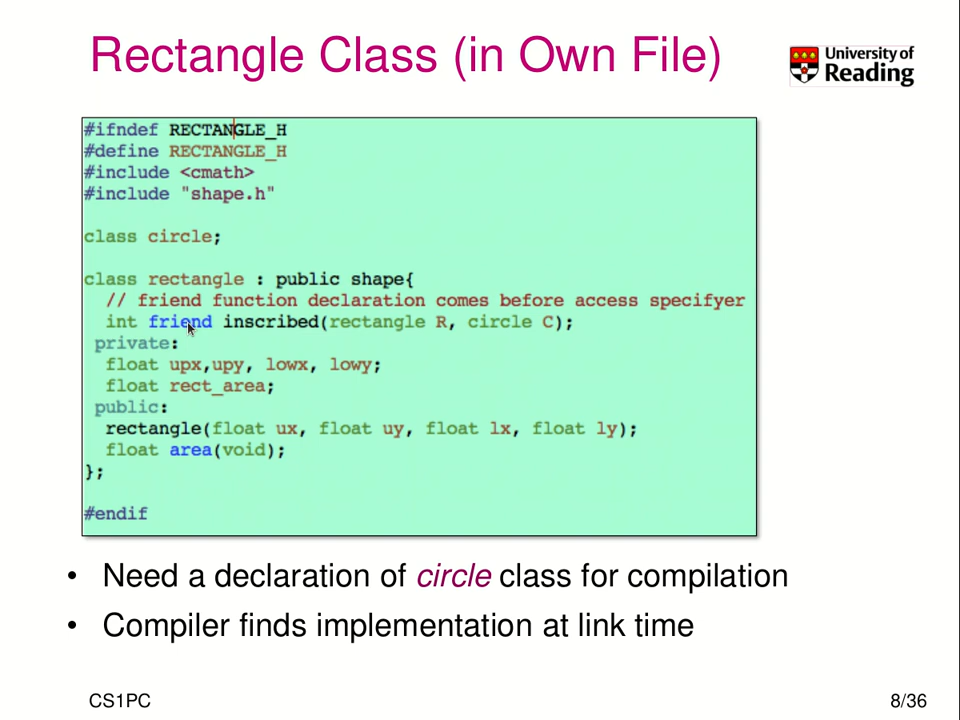 Rectangle Class (in Own File)
University of
Reading
#ifndef RECTANGLE_H
#define RECTANGLE_H
#include <cmath>
#include "shape.h"
class circle;
class rectangle : public shape{
// friend function declaration comes before access specifyer
int friend inscribed(rectangle R, circle C);
private:
float upx,upy, lowx, lowy;
float rect_area;
public:
rectangle(float ux, float uy, float lx, float ly);
float area(void);
};
#endif
• Need a declaration of circle class for compilation
• Compiler finds implementation at link time
CS1PC
8/36